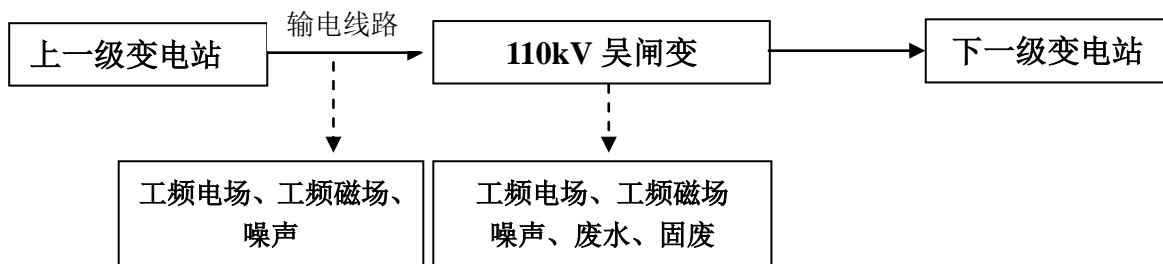 输电线路
上一级变电站
110kV 吴闸变
下一级变电站
工频电场、工频磁场、
噪声
工频电场、工频磁场
噪声、废水、固废